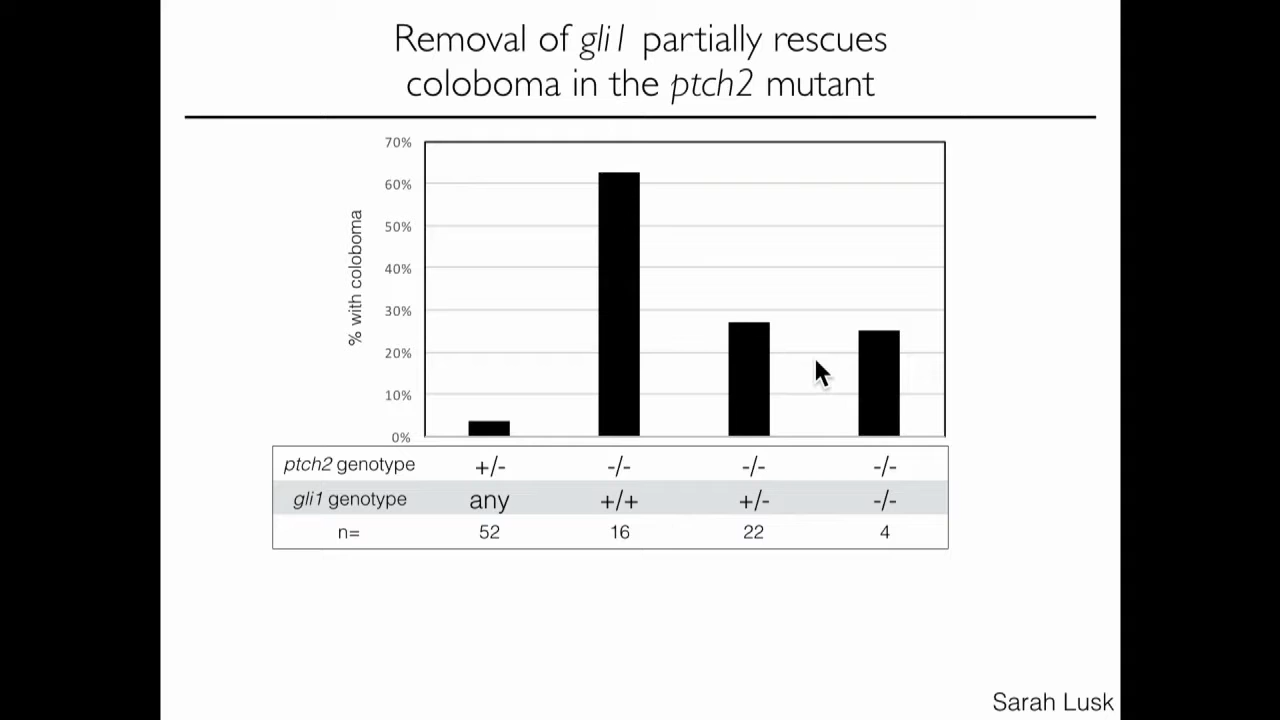 Removal of gli1 partially rescues
coloboma in the ptch2 mutant
70%
60%
50%
40%
30%
20%
10%
0%
% with coloboma
ptch2 genotype +/- -/- -/- -/-
gli1 genotype any +/+ +/- -/-
n= 52 16 22 4
Sarah Lusk